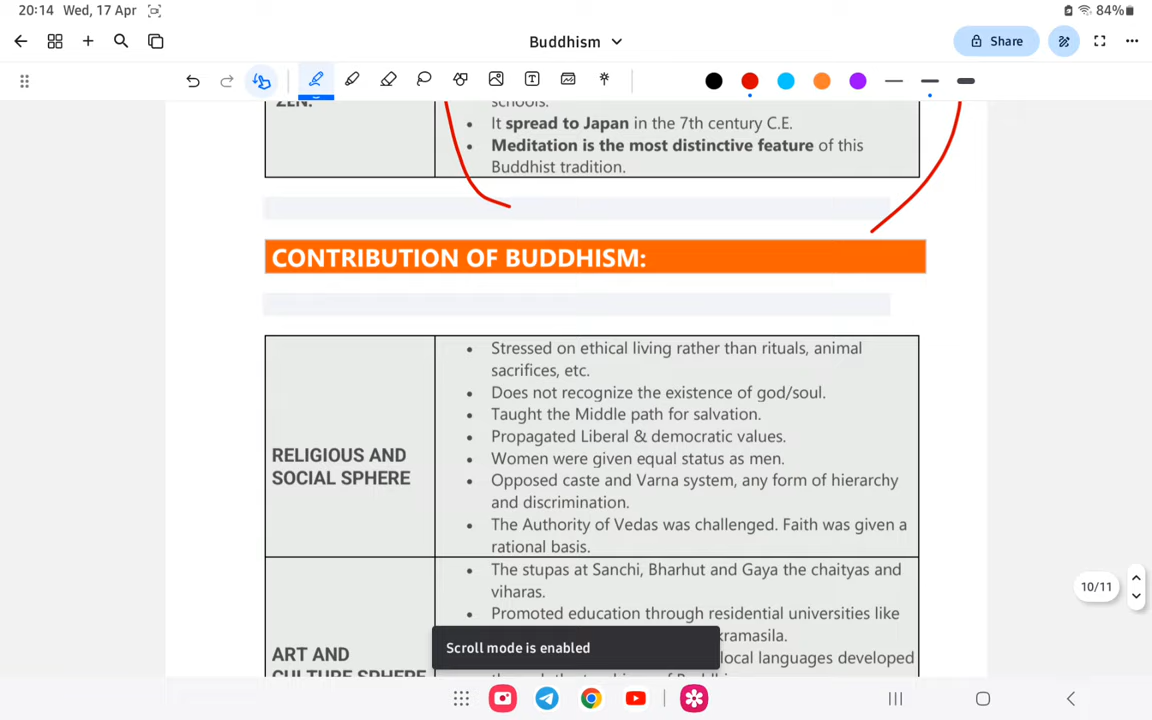 20:14 Wed, 17 Apr
84%
Buddhism
Share
ZEN:
schools.
• It spread to Japan in the 7th century C.E.
• Meditation is the most distinctive feature of this
Buddhist tradition.
CONTRIBUTION OF BUDDHISM:
RELIGIOUS AND
SOCIAL SPHERE
• Stressed on ethical living rather than rituals, animal
sacrifices, etc.
• Does not recognize the existence of god/soul.
• Taught the Middle path for salvation.
• Propagated Liberal & democratic values.
• Women were given equal status as men.
• Opposed caste and Varna system, any form of hierarchy
and discrimination.
• The Authority of Vedas was challenged. Faith was given a
rational basis.
ART AND
CULTURE SPHERE
• The stupas at Sanchi, Bharhut and Gaya the chaityas and
viharas.
• Promoted education through residential universities like
kramasila.
local languages developed
10/11
Scroll mode is enabled